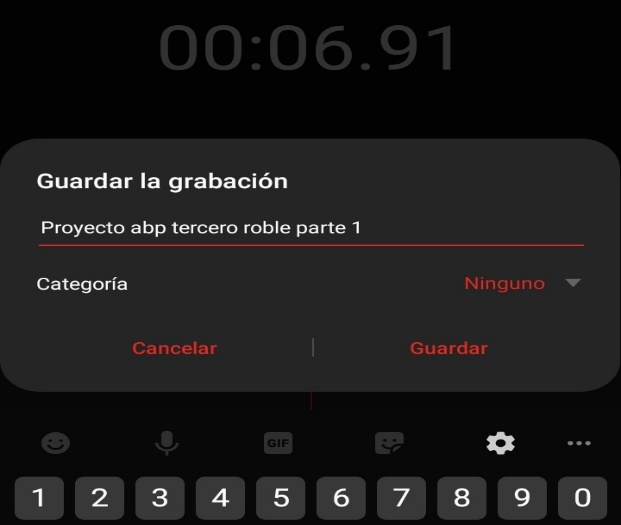 00:06.91
Guardar la grabación
Proyecto abp tercero roble parte 1
Categoría Ninguno
Cancelar | Guardar
GIF
1 2 3 4 5 6 7 8 9 0